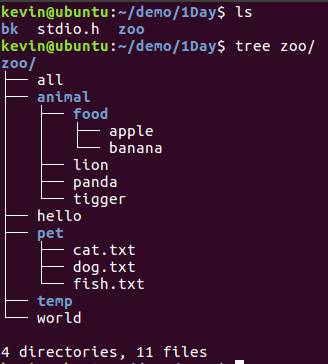 kevin@ubuntu:~/demo/1Day$ ls
bk  stdio.h  zoo
kevin@ubuntu:~/demo/1Day$ tree zoo/
zoo/
├── all
├── animal
│   ├── food
│   │   ├── apple
│   │   └── banana
│   ├── lion
│   ├── panda
│   └── tigger
├── hello
├── pet
│   ├── cat.txt
│   ├── dog.txt
│   └── fish.txt
├── temp
└── world
4 directories, 11 files